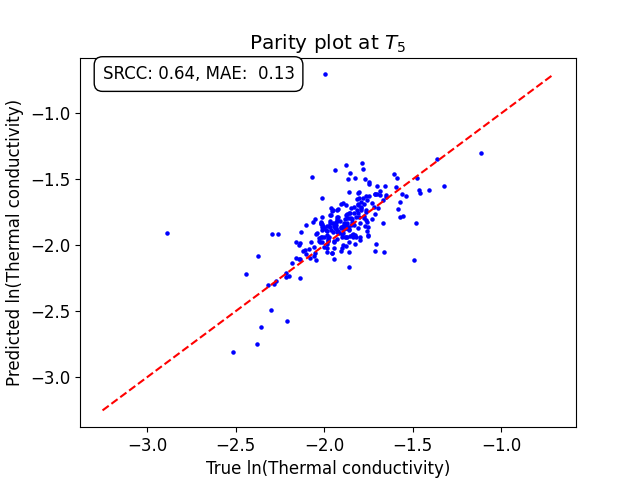 Parity plot at T₅
SRCC: 0.64, MAE:  0.13
Predicted ln(Thermal conductivity)
−1.0
−1.5
−2.0
−2.5
−3.0
−3.0 −2.5 −2.0 −1.5 −1.0
True ln(Thermal conductivity)